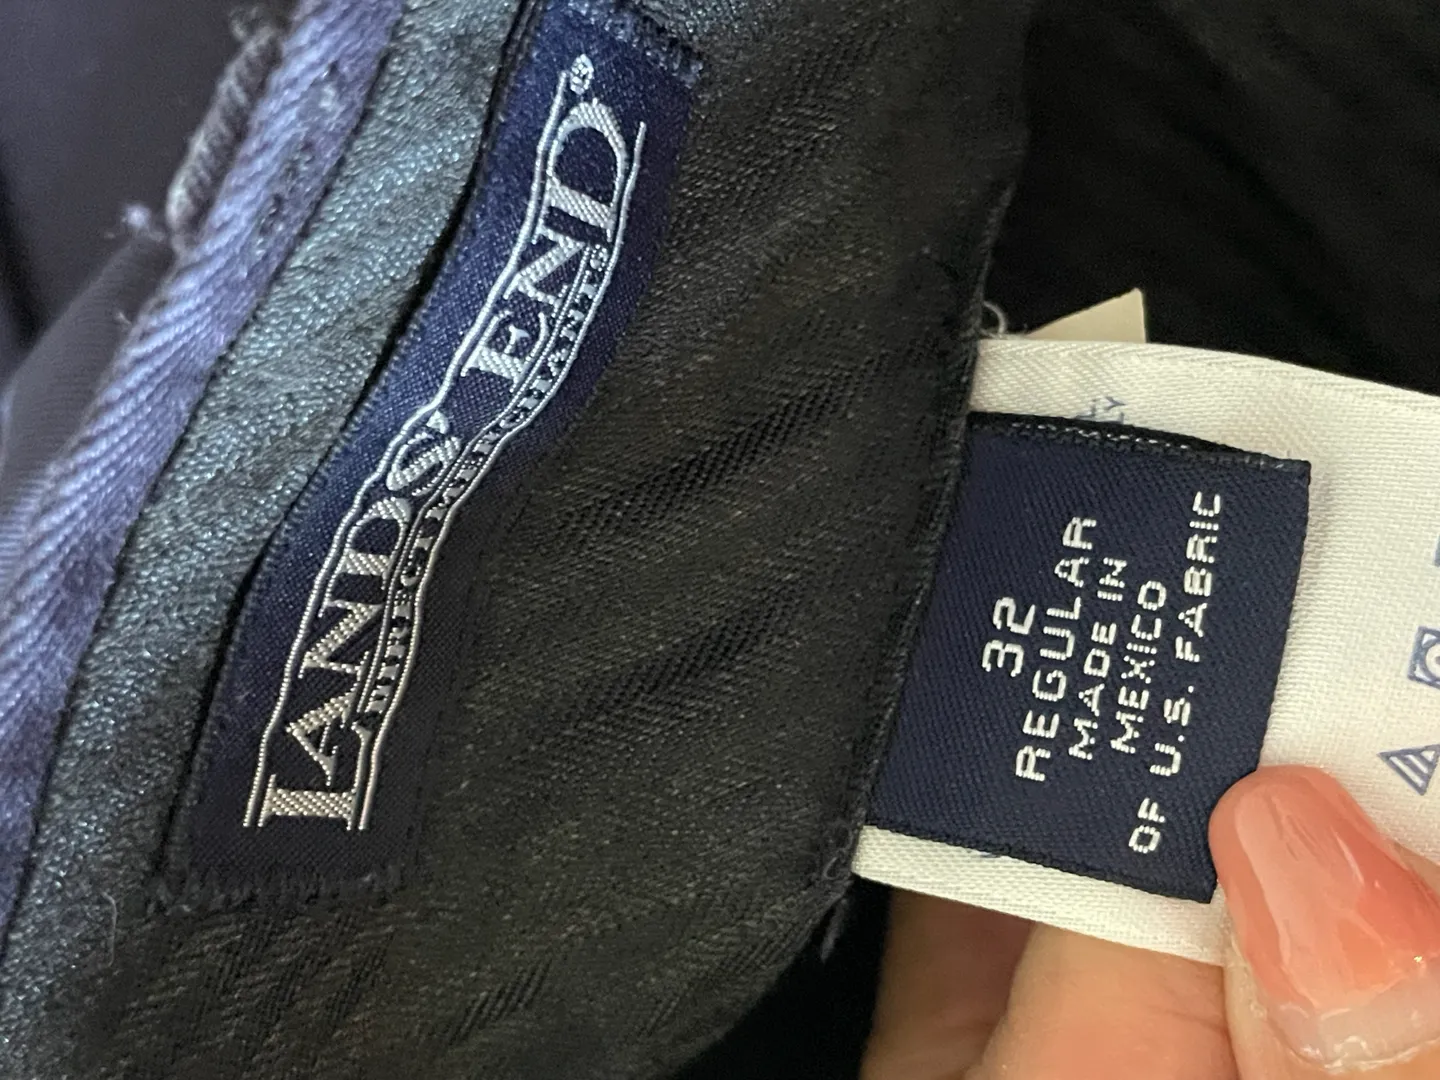 LANDS' END®
DIRECT MERCHANTS
32
REGULAR
MADE IN
MEXICO
OF U.S. FABRIC